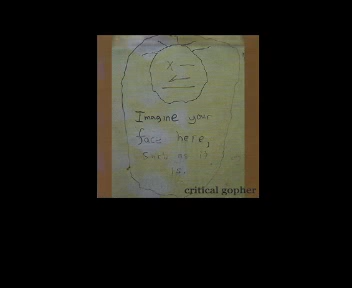 Imagine your
face here,
Such as it
is.
critical gopher